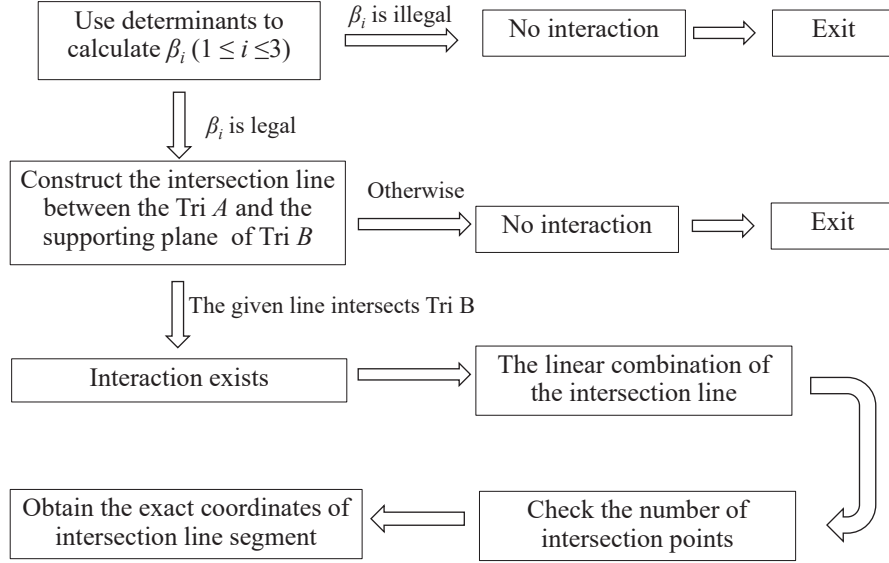 Use determinants to
calculate βi (1 ≤ i ≤3)
βi is illegal
No interaction
Exit
βi is legal
Construct the intersection line
between the Tri A and the
supporting plane of Tri B
Otherwise
No interaction
Exit
The given line intersects Tri B
Interaction exists
The linear combination of
the intersection line
Obtain the exact coordinates of
intersection line segment
Check the number of
intersection points